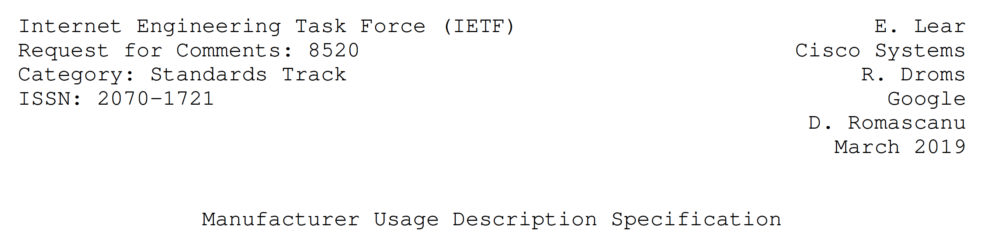 Internet Engineering Task Force (IETF) E. Lear
Request for Comments: 8520 Cisco Systems
Category: Standards Track R. Droms
ISSN: 2070-1721 Google
D. Romascanu
March 2019
Manufacturer Usage Description Specification